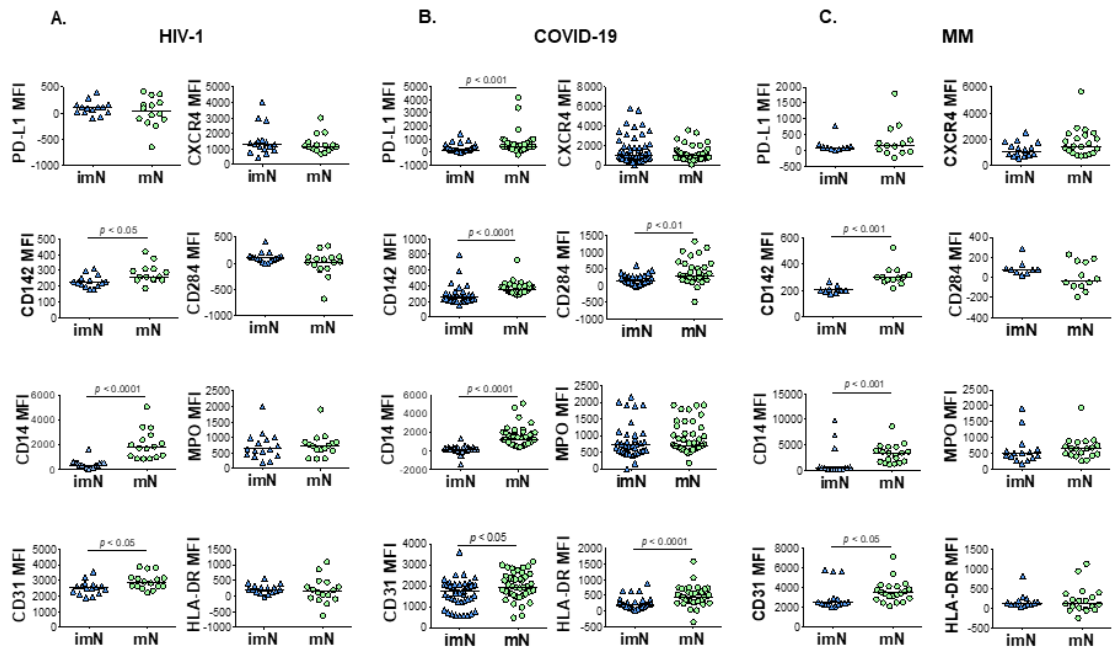 A.
HIV-1
B.
COVID-19
C.
MM
PD-L1 MFI
500
0
-500
-1000
imN
mN
CXCR4 MFI
5000
4000
3000
2000
1000
0
imN
mN
PD-L1 MFI
p < 0.001
5000
4000
3000
2000
1000
0
-1000
imN
mN
CXCR4 MFI
8000
6000
4000
2000
0
imN
mN
PD-L1 MFI
2000
1500
1000
500
0
-500
imN
mN
CXCR4 MFI
6000
4000
2000
0
imN
mN
CD142 MFI
p < 0.05
500
400
300
200
100
0
imN
mN
CD284 MFI
500
0
-500
-1000
imN
mN
CD142 MFI
p < 0.0001
1000
800
600
400
200
0
imN
mN
CD284 MFI
p < 0.01
1500
1000
500
0
-500
-1000
imN
mN
CD142 MFI
p < 0.001
600
400
200
0
imN
mN
CD284 MFI
400
200
0
-200
-400
imN
mN
CD14 MFI
p < 0.0001
6000
4000
2000
0
imN
mN
MPO MFI
2500
2000
1500
1000
500
0
imN
mN
CD14 MFI
p < 0.0001
6000
4000
2000
0
-2000
imN
mN
MPO MFI
2500
2000
1500
1000
500
0
imN
mN
CD14 MFI
p < 0.001
15000
10000
5000
0
imN
mN
MPO MFI
2500
2000
1500
1000
500
0
imN
mN
CD31 MFI
p < 0.05
5000
4000
3000
2000
1000
0
imN
mN
HLA-DR MFI
1500
1000
500
0
-500
-1000
imN
mN
CD31 MFI
p < 0.05
4000
3000
2000
1000
0
imN
mN
HLA-DR MFI
p < 0.0001
2000
1500
1000
500
0
-500
imN
mN
CD31 MFI
p < 0.05
8000
6000
4000
2000
0
imN
mN
HLA-DR MFI
1500
1000
500
0
-500
imN
mN